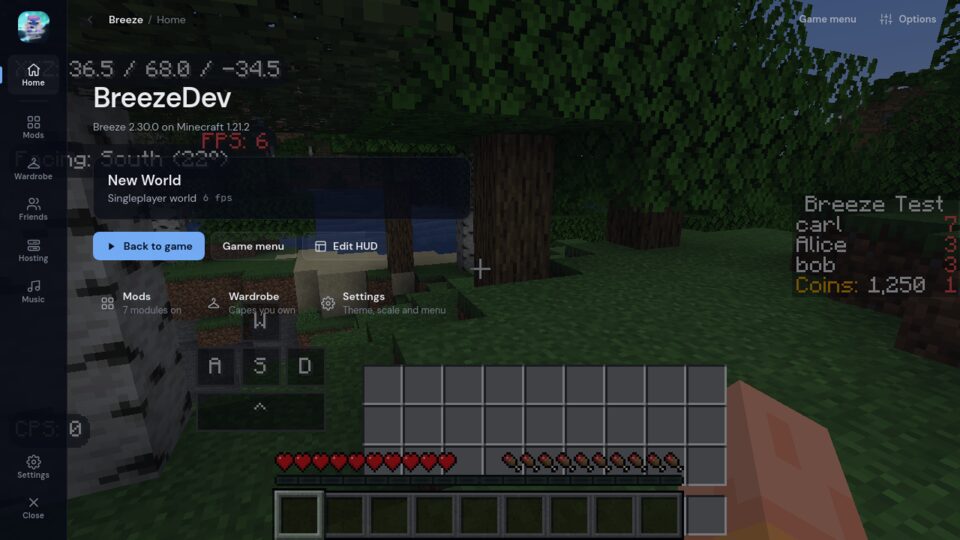 Breeze / Home
Game menu
Options
Home
36.5 / 68.0 / -34.5
BreezeDev
Breeze 2.30.0 on Minecraft 1.21.2
FPS: 6
Mods
Facing: South (22°)
Wardrobe
New World
Singleplayer world 6 fps
Friends
Breeze Test
carl 7
Alice 3
bob 3
Coins: 1,250 1
Hosting
Back to game
Game menu
Edit HUD
Music
Mods
7 modules on
Wardrobe
Capes you own
Settings
Theme, scale and menu
W
A S D
^
CPS: 0
Settings
Close